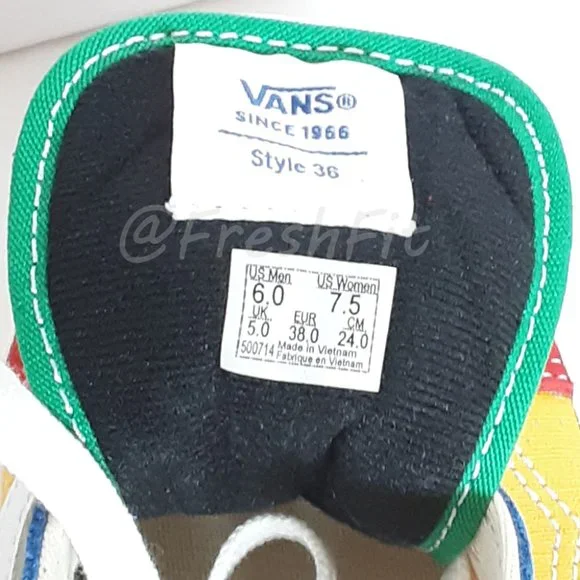 VANS®
SINCE 1966
Style 36
@FreshFit
US Men US Women
6.0 7.5
UK EUR CM
5.0 38.0 24.0
500714 Made in Vietnam
Fabrique en Vietnam